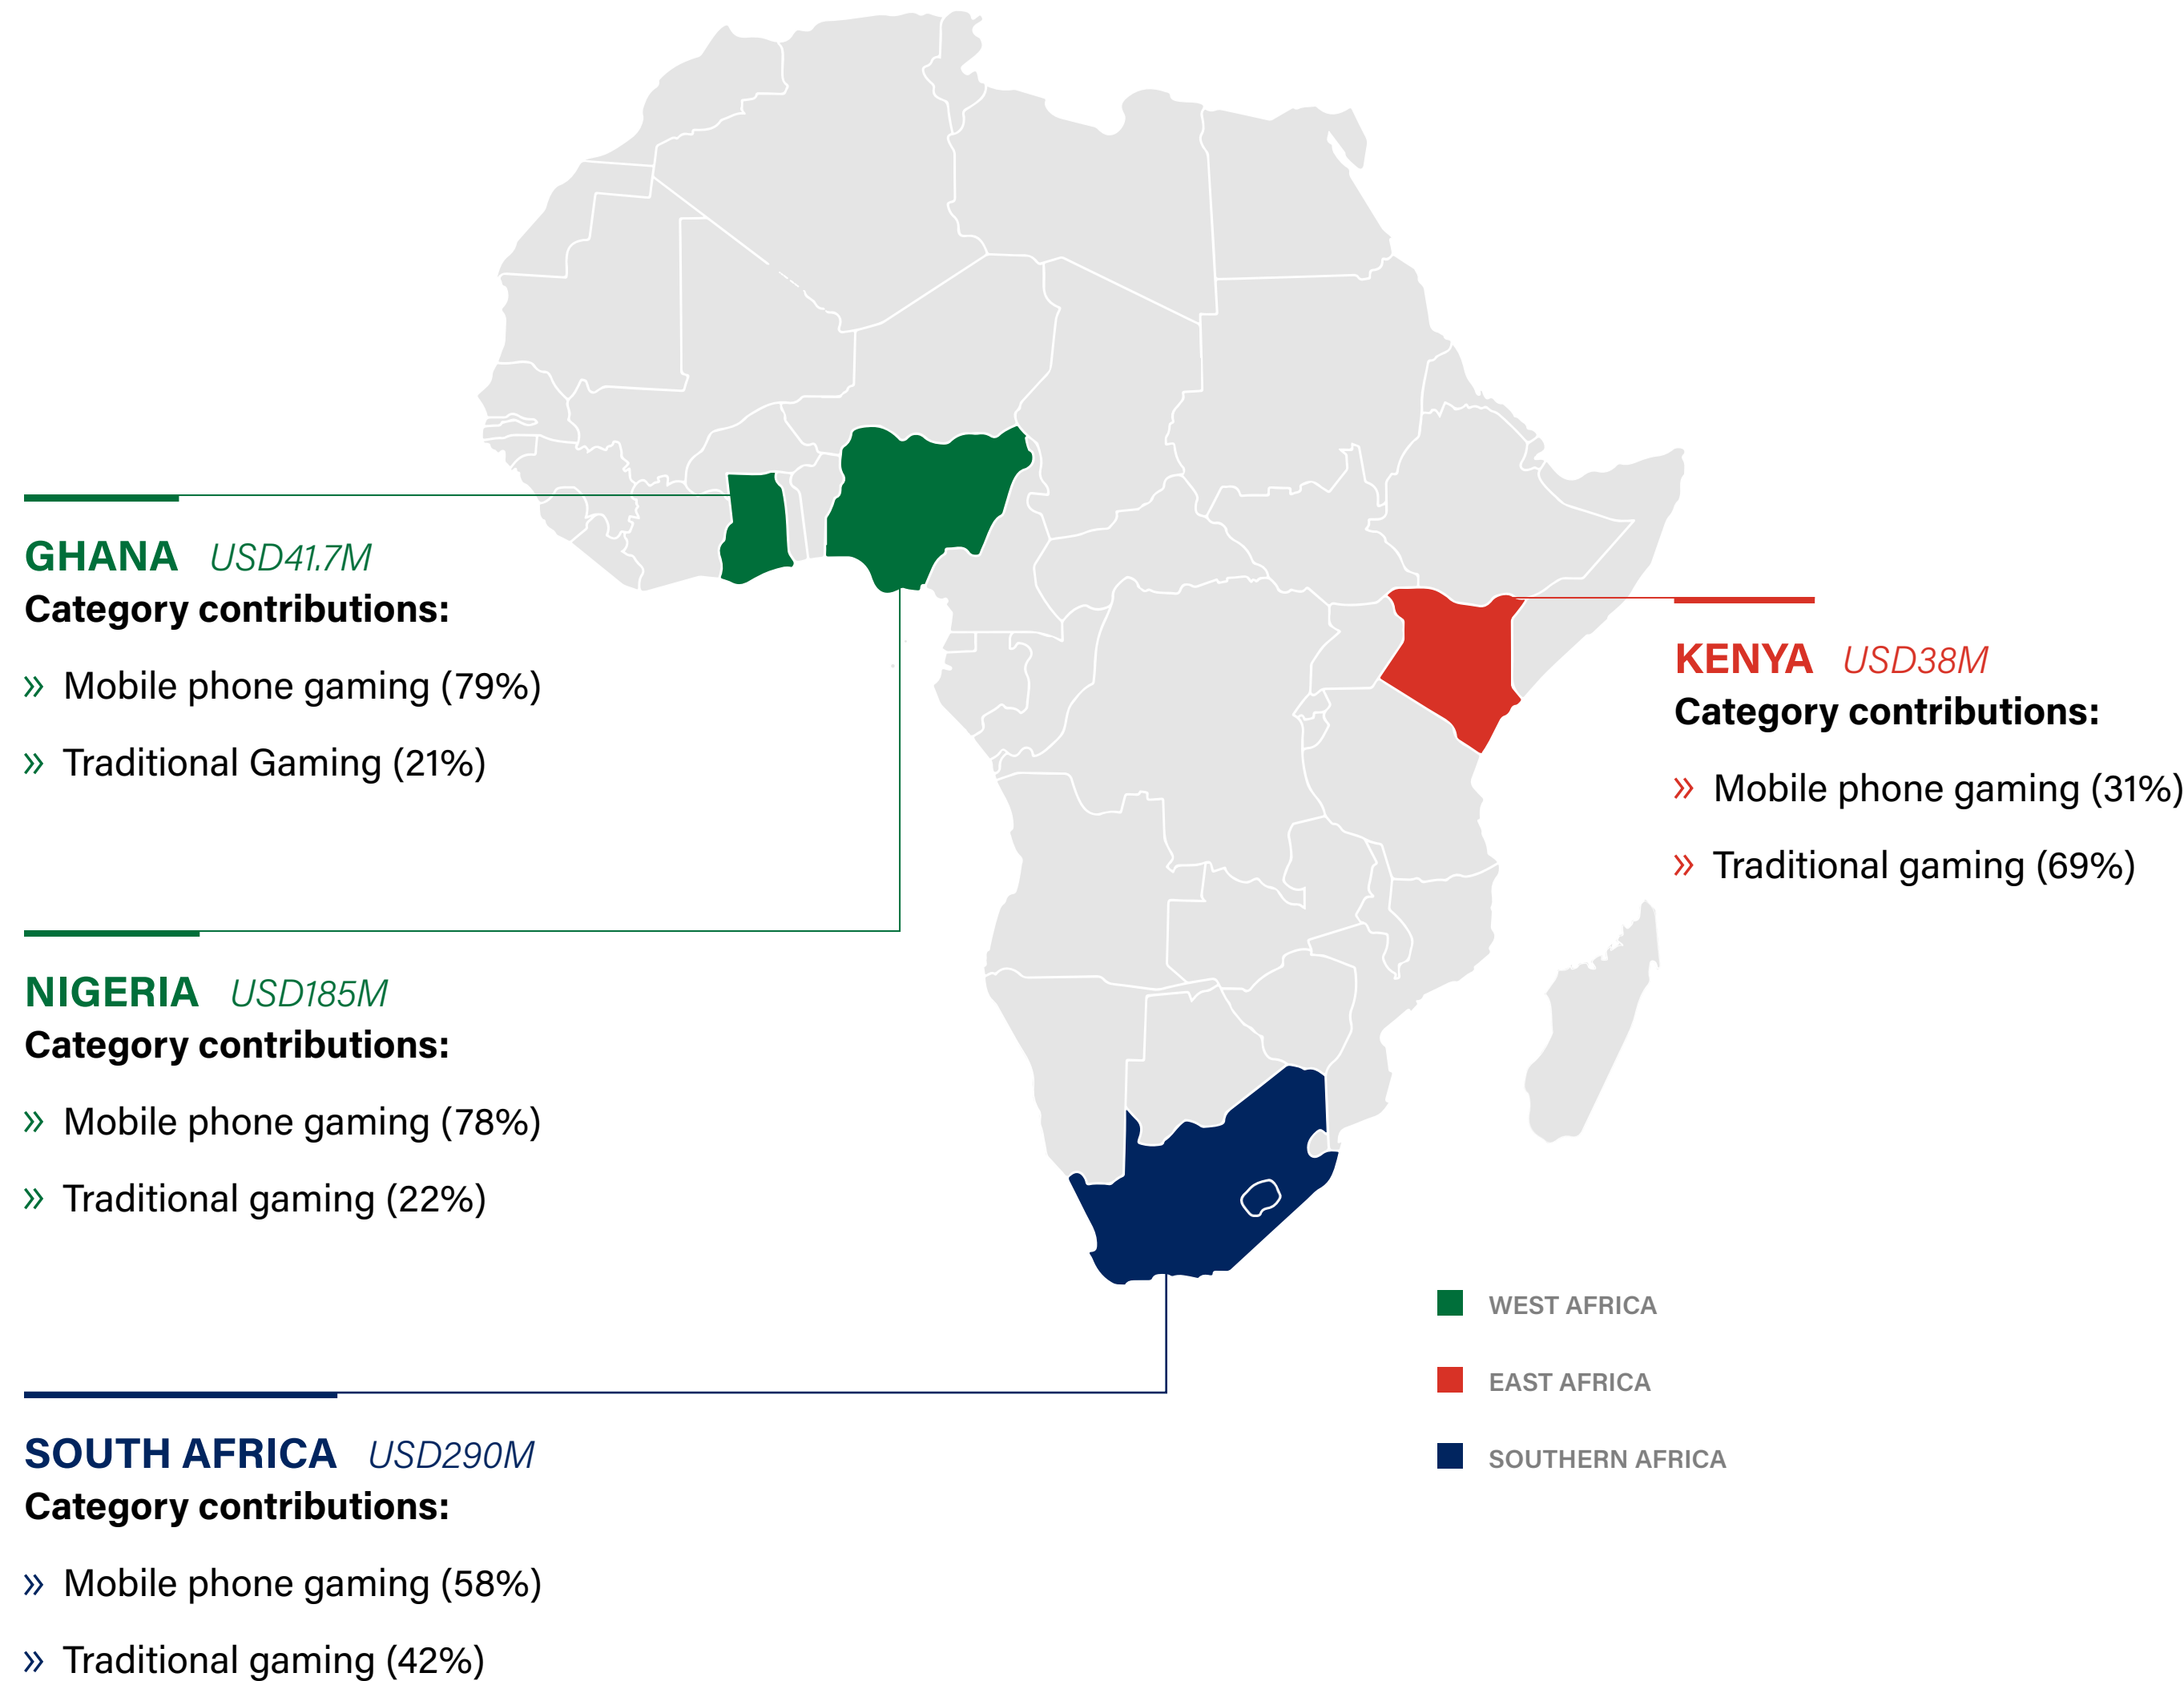 GHANA USD41.7M
Category contributions:
» Mobile phone gaming (79%)
» Traditional Gaming (21%)
NIGERIA USD185M
Category contributions:
» Mobile phone gaming (78%)
» Traditional gaming (22%)
SOUTH AFRICA USD290M
Category contributions:
» Mobile phone gaming (58%)
» Traditional gaming (42%)
KENYA USD38M
Category contributions:
» Mobile phone gaming (31%)
» Traditional gaming (69%)
WEST AFRICA
EAST AFRICA
SOUTHERN AFRICA